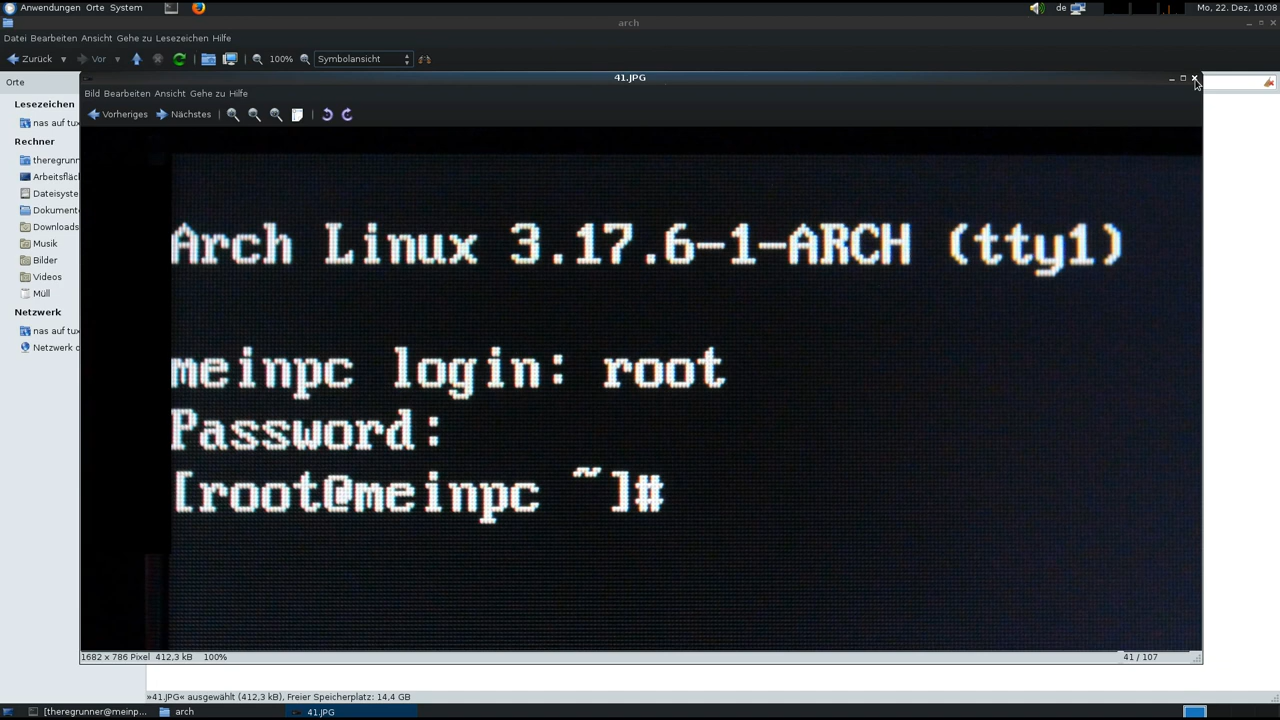 Anwendungen Orte System
de
Mo, 22. Dez, 10:08
arch
Datei Bearbeiten Ansicht Gehe zu Lesezeichen Hilfe
Zurück Vor 100% Symbolansicht
Orte
41.JPG
Bild Bearbeiten Ansicht Gehe zu Hilfe
Vorheriges Nächstes
Lesezeichen
nas auf tu
Rechner
theregrunn
Arbeitsfläc
Dateisyste
Dokument
Downloads
Musik
Bilder
Videos
Müll
Netzwerk
nas auf tu
Netzwerk d
Arch Linux 3.17.6-1-ARCH (tty1)
meinpc login: root
Password:
[root@meinpc ~]#
1682 x 786 Pixel 412,3 kB 100%
41 / 107
»41.JPG« ausgewählt (412,3 kB), Freier Speicherplatz: 14,4 GB
[theregrunner@meinp...
arch
41.JPG